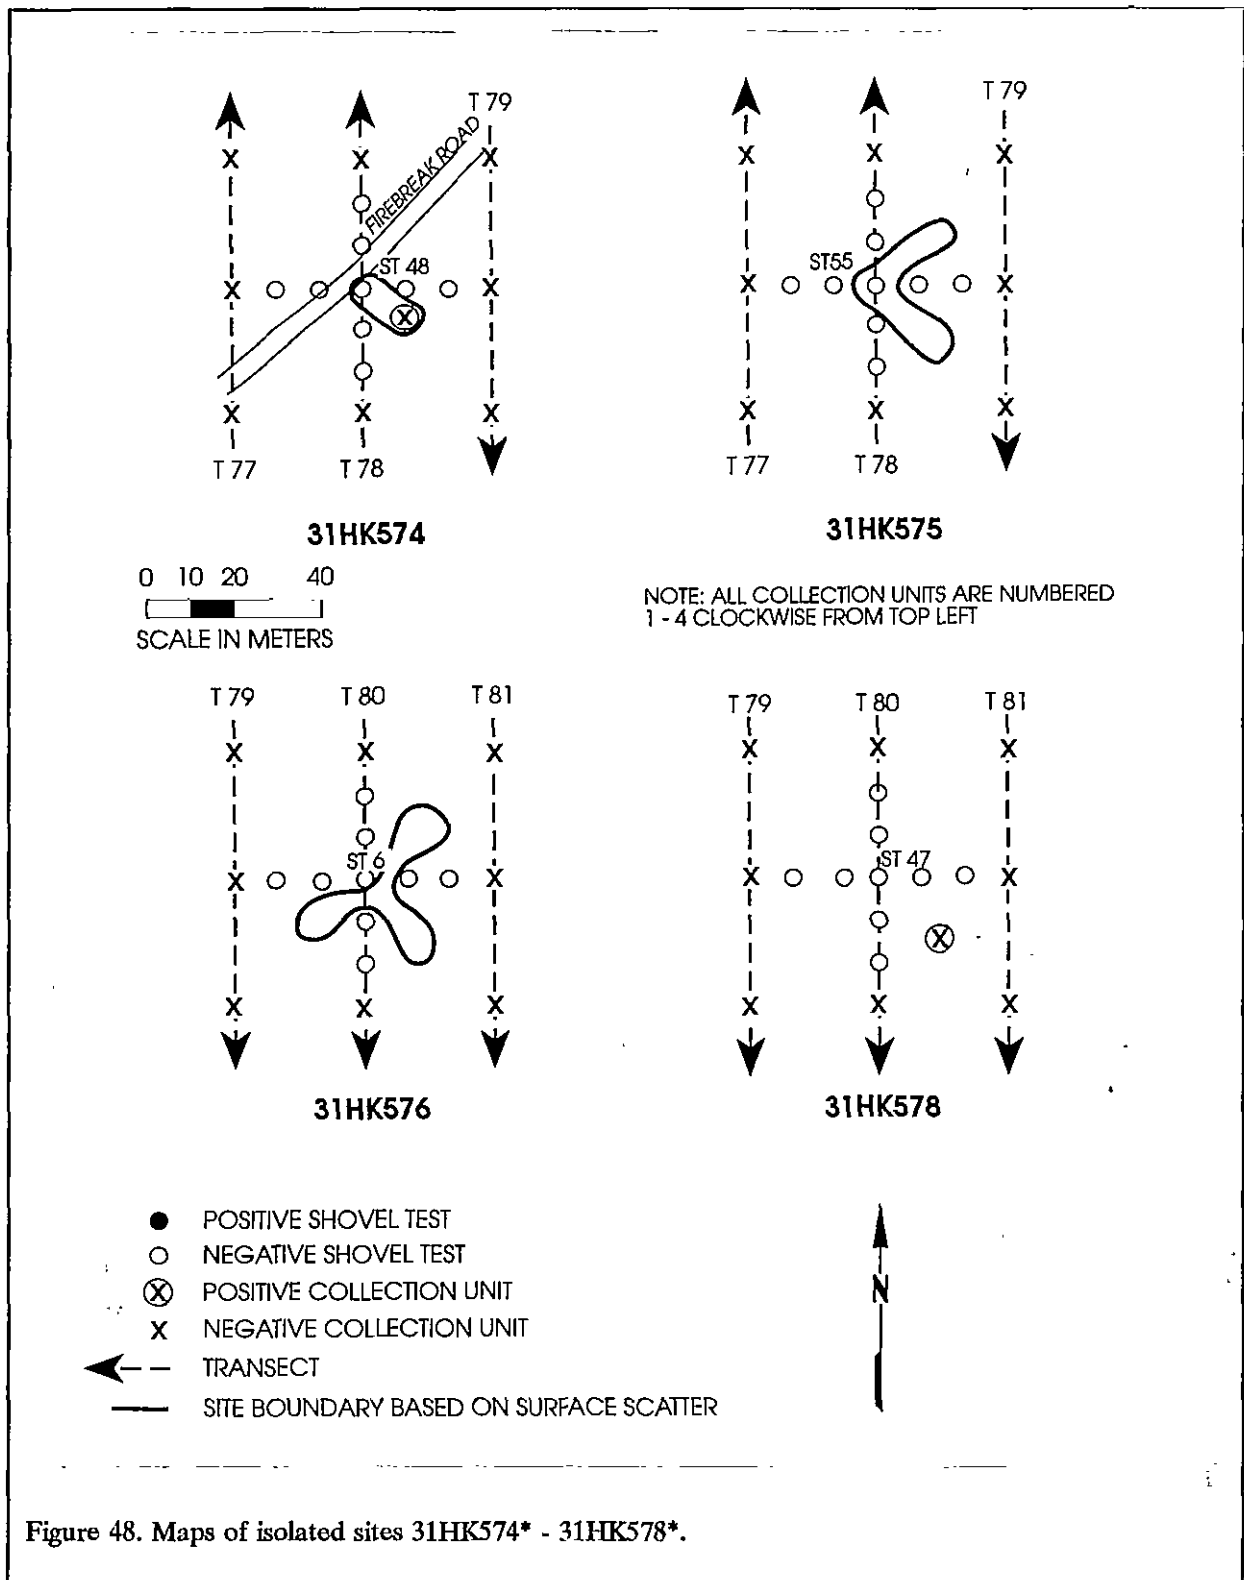 T 79
FIREBREAK ROAD
ST 48
X X
X X X
X
X X X
T 77 T 78
31HK574
T 79
X X X
ST55
X X
X X X
T 77 T 78
31HK575
0 10 20 40
SCALE IN METERS
NOTE: ALL COLLECTION UNITS ARE NUMBERED
1 - 4 CLOCKWISE FROM TOP LEFT
T 79 T 80 T 81
X X X
ST 6
X X
X X X
31HK576
T 79 T 80 T 81
X X X
ST 47
X X
X
X X X
31HK578
POSITIVE SHOVEL TEST
NEGATIVE SHOVEL TEST
X POSITIVE COLLECTION UNIT
X NEGATIVE COLLECTION UNIT
TRANSECT
SITE BOUNDARY BASED ON SURFACE SCATTER
N
Figure 48. Maps of isolated sites 31HK574* - 31HK578*.